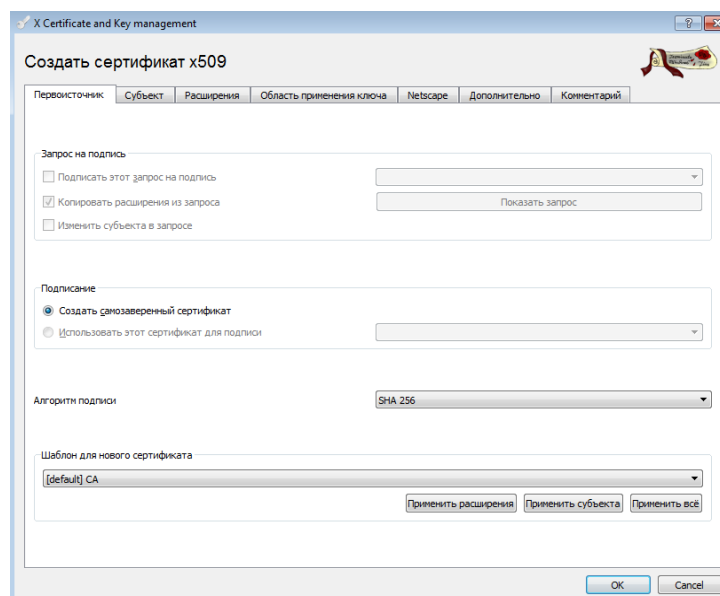 X Certificate and Key management
Создать сертификат x509
Первоисточник Субъект Расширения Область применения ключа Netscape Дополнительно Комментарий
Запрос на подпись
Подписать этот запрос на подпись
Копировать расширения из запроса Показать запрос
Изменить субъекта в запросе
Подписание
Создать самозаверенный сертификат
Использовать этот сертификат для подписи
Алгоритм подписи SHA 256
Шаблон для нового сертификата
[default] CA
Применить расширения Применить субъекта Применить всё
OK Cancel